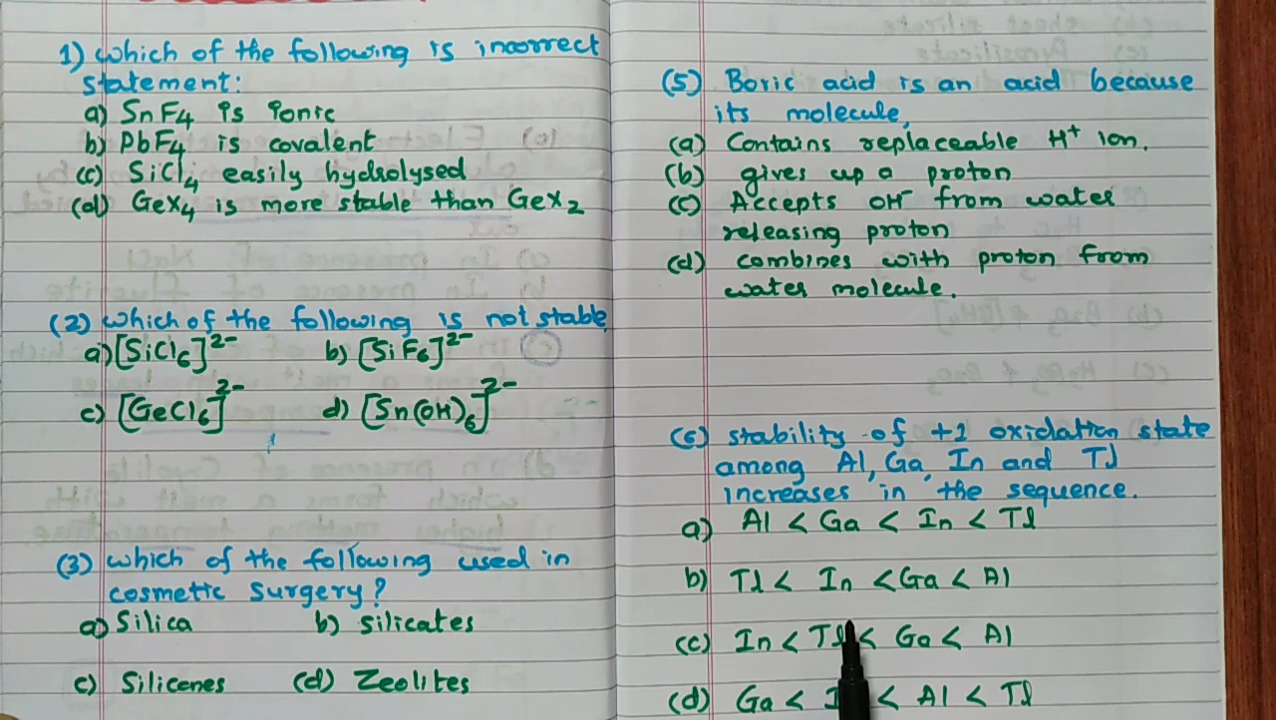 1) which of the following is incorrect
statement:
a) SnF4 is ionic
b) PbF4 is covalent
(c) SiCl4 easily hydrolysed
(d) GeX4 is more stable than GeX2
(2) which of the following is not stable
a) [SiCl6]2- b) [SiF6]2-
c) [GeCl6]2- d) [Sn(OH)6]2-
(3) which of the following used in
cosmetic surgery?
a) Silica b) silicates
c) Silicones (d) Zeolites
(5) Boric acid is an acid because
its molecule,
(a) Contains replaceable H+ ion.
(b) gives up a proton
(c) Accepts OH- from water
releasing proton
(d) combines with proton from
water molecule.
(6) stability of +1 oxidation state
among Al, Ga, In and Tl
increases in the sequence.
a) Al < Ga < In < Tl
b) Tl < In < Ga < Al
(c) In < Tl < Ga < Al
(d) Ga < < Al < Tl